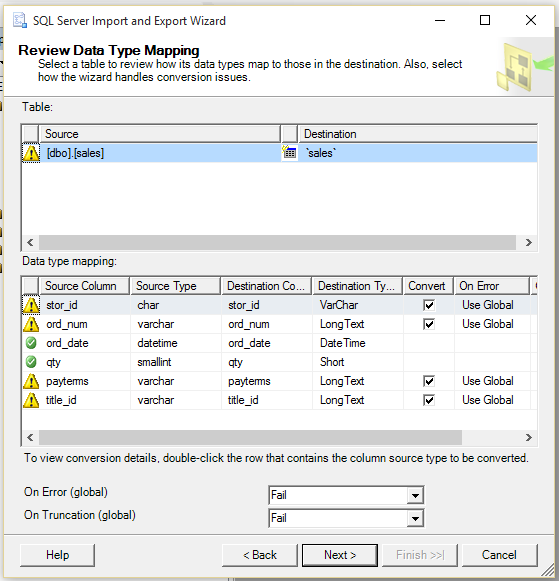 SQL Server Import and Export Wizard
Review Data Type Mapping
Select a table to review how its data types map to those in the destination. Also, select
how the wizard handles conversion issues.
Table:
Source Destination
[dbo].[sales] `sales`
Data type mapping:
Source Column Source Type Destination Co... Destination Ty... Convert On Error
stor_id char stor_id VarChar Use Global
ord_num varchar ord_num LongText Use Global
ord_date datetime ord_date DateTime
qty smallint qty Short
payterms varchar payterms LongText Use Global
title_id varchar title_id LongText Use Global
To view conversion details, double-click the row that contains the column source type to be converted.
On Error (global) Fail
On Truncation (global) Fail
Help < Back Next > Finish >>| Cancel